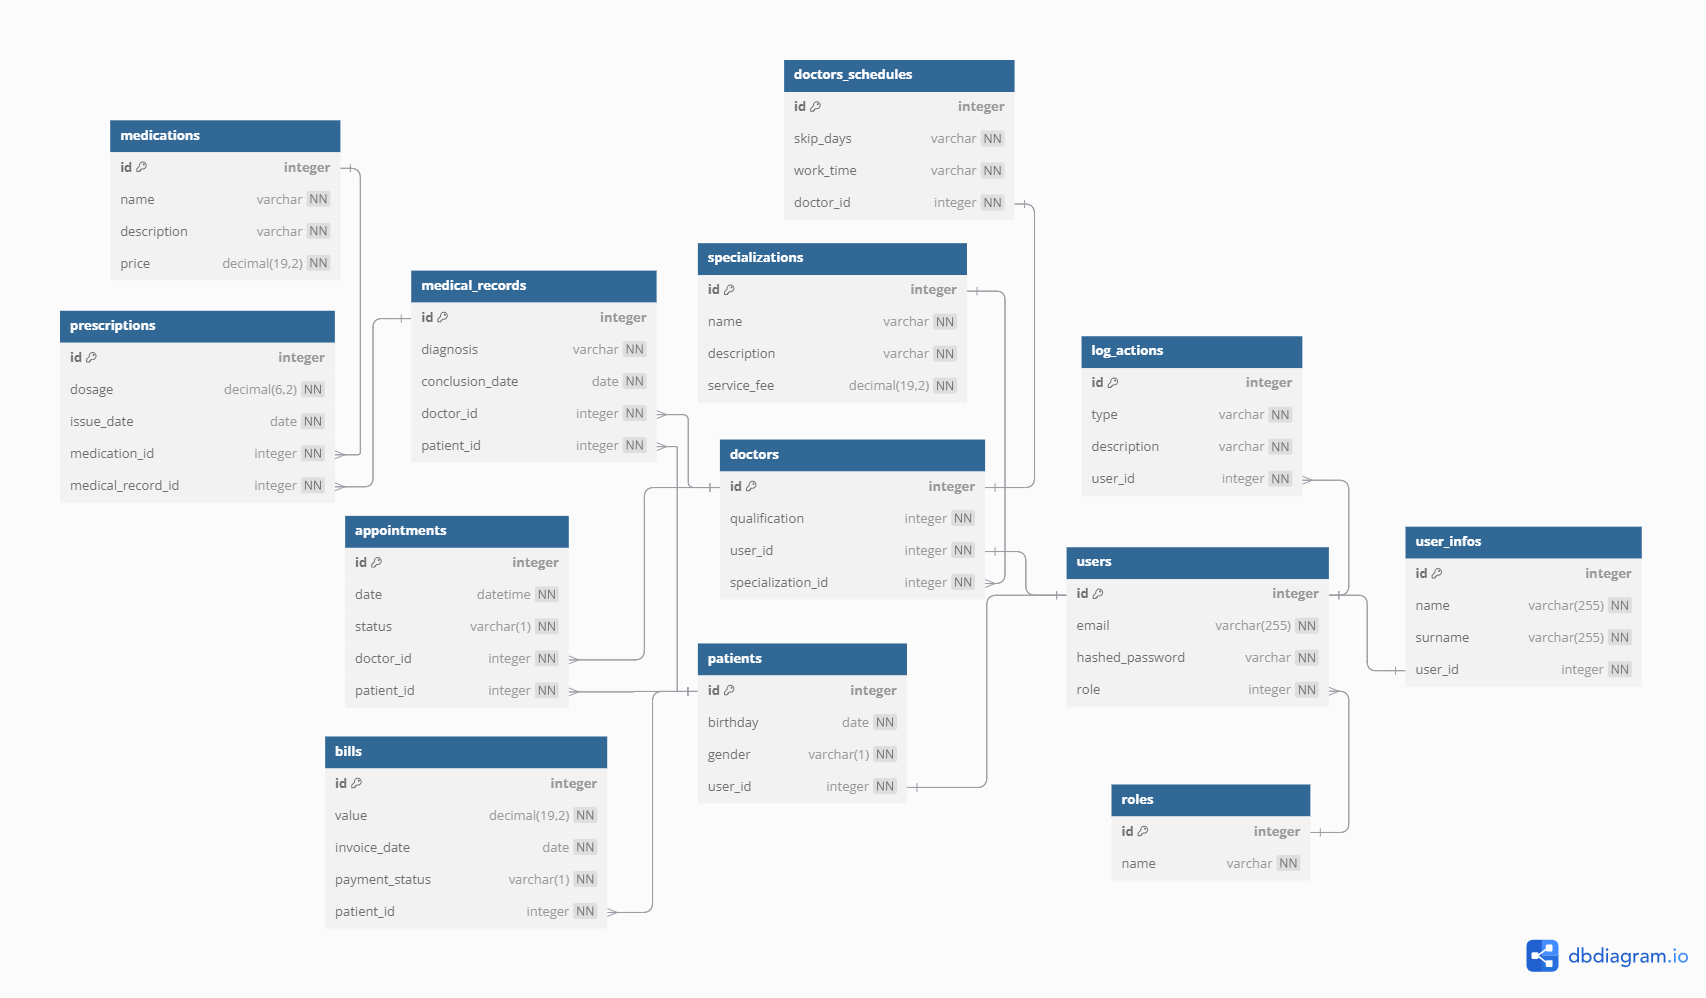 doctors_schedules
id integer
skip_days varchar NN
work_time varchar NN
doctor_id integer NN
medications
id integer
name varchar NN
description varchar NN
price decimal(19,2) NN
specializations
id integer
name varchar NN
description varchar NN
service_fee decimal(19,2) NN
medical_records
id integer
diagnosis varchar NN
conclusion_date date NN
doctor_id integer NN
patient_id integer NN
prescriptions
id integer
dosage decimal(6,2) NN
issue_date date NN
medication_id integer NN
medical_record_id integer NN
log_actions
id integer
type varchar NN
description varchar NN
user_id integer NN
doctors
id integer
qualification integer NN
user_id integer NN
specialization_id integer NN
appointments
id integer
date datetime NN
status varchar(1) NN
doctor_id integer NN
patient_id integer NN
users
id integer
email varchar(255) NN
hashed_password varchar NN
role integer NN
user_infos
id integer
name varchar(255) NN
surname varchar(255) NN
user_id integer NN
patients
id integer
birthday date NN
gender varchar(1) NN
user_id integer NN
bills
id integer
value decimal(19,2) NN
invoice_date date NN
payment_status varchar(1) NN
patient_id integer NN
roles
id integer
name varchar NN
dbdiagram.io